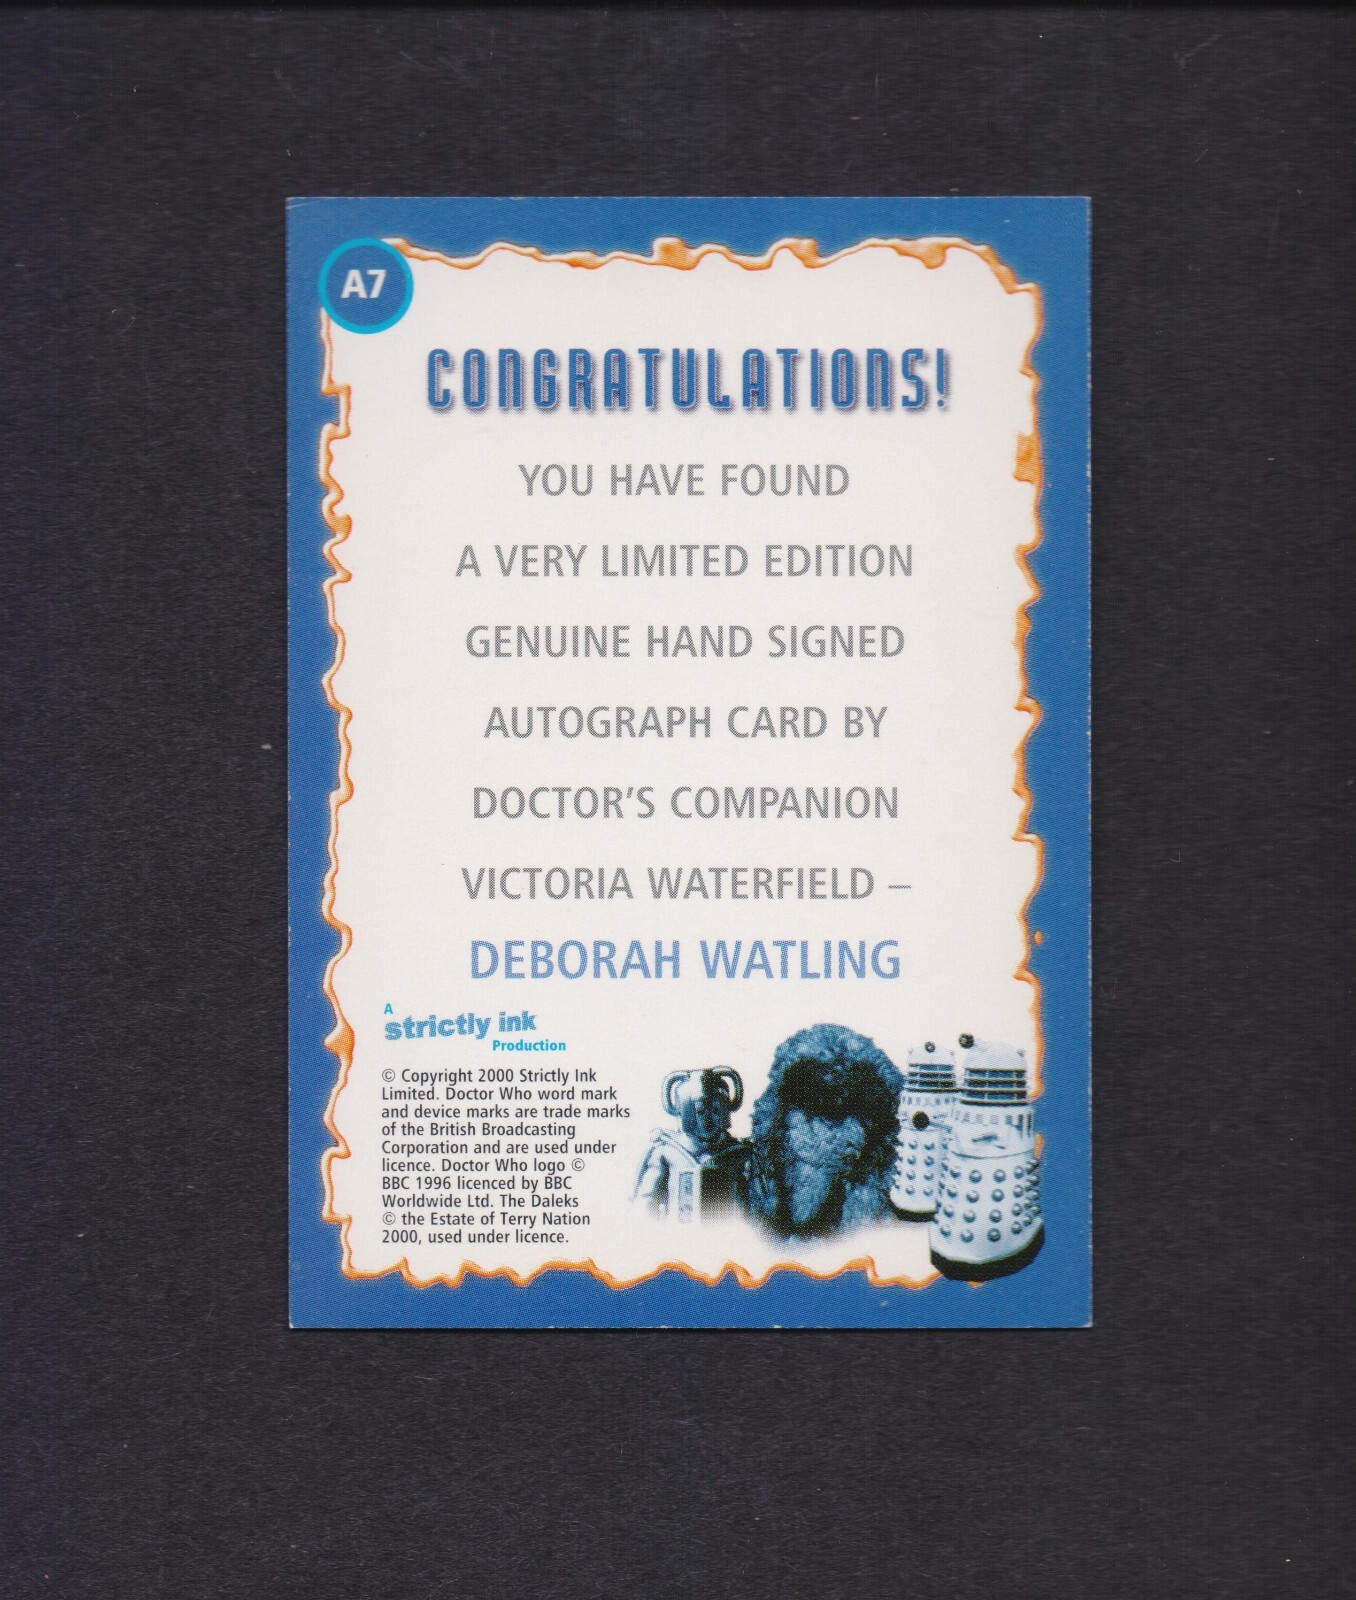 A7
CONGRATULATIONS!
YOU HAVE FOUND
A VERY LIMITED EDITION
GENUINE HAND SIGNED
AUTOGRAPH CARD BY
DOCTOR'S COMPANION
VICTORIA WATERFIELD –
DEBORAH WATLING
A
strictly ink
Production
© Copyright 2000 Strictly Ink
Limited. Doctor Who word mark
and device marks are trade marks
of the British Broadcasting
Corporation and are used under
licence. Doctor Who logo ©
BBC 1996 licenced by BBC
Worldwide Ltd. The Daleks
© the Estate of Terry Nation
2000, used under licence.